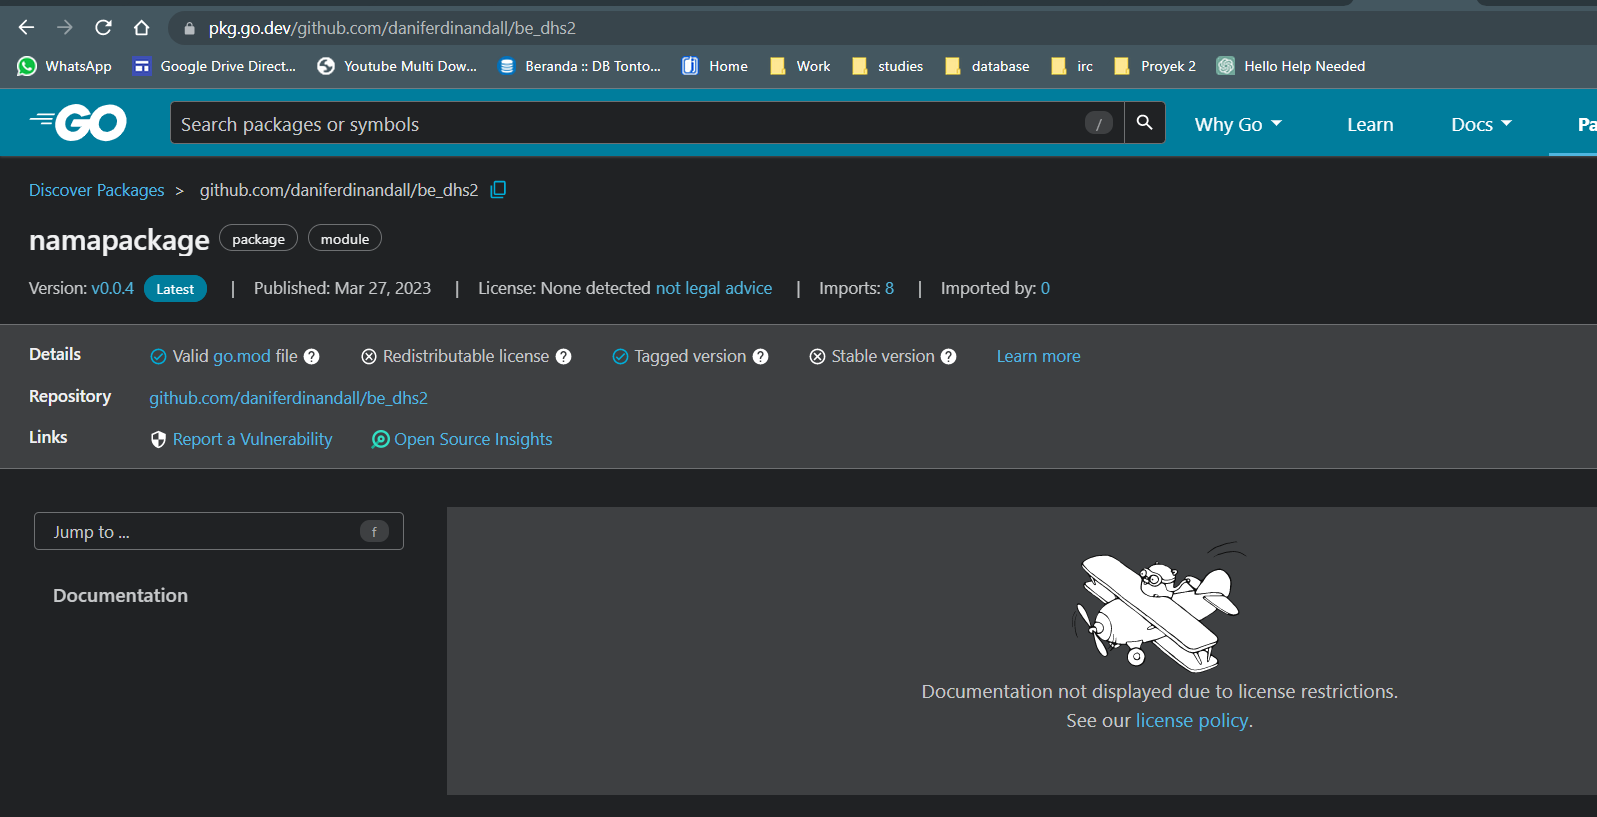 pkg.go.dev/github.com/daniferdinandall/be_dhs2
WhatsApp Google Drive Direct... Youtube Multi Dow... Beranda :: DB Tonto... Home Work studies database irc Proyek 2 Hello Help Needed
GO Search packages or symbols / Why Go Learn Docs Pa
Discover Packages > github.com/daniferdinandall/be_dhs2
namapackage package module
Version: v0.0.4 Latest | Published: Mar 27, 2023 | License: None detected not legal advice | Imports: 8 | Imported by: 0
Details Valid go.mod file ? Redistributable license ? Tagged version ? Stable version ? Learn more
Repository github.com/daniferdinandall/be_dhs2
Links Report a Vulnerability Open Source Insights
Jump to ... f
Documentation
Documentation not displayed due to license restrictions.
See our license policy.